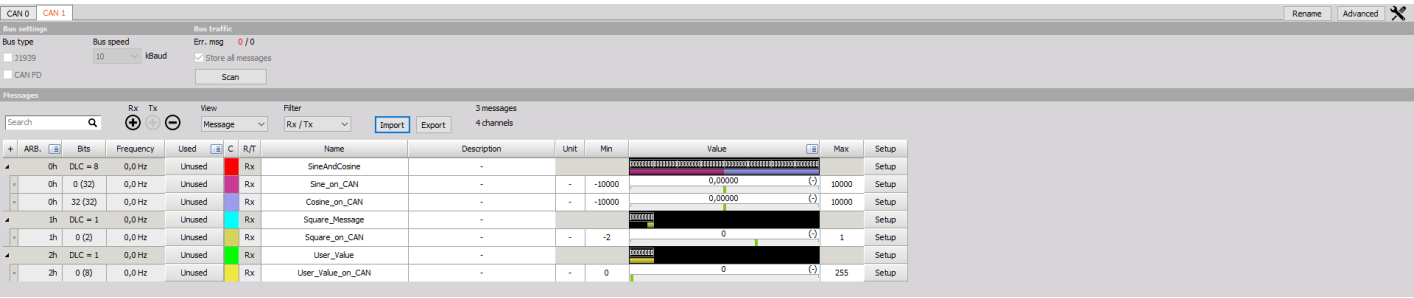 CAN 0 CAN 1 Rename Advanced
Bus settings Bus traffic
Bus type Bus speed Err. msg 0 / 0
J1939 10 kBaud Store all messages
CAN FD Scan
Messages
Rx Tx View Filter 3 messages
Search Message Rx / Tx Import Export 4 channels
+ ARB. Bits Frequency Used C R/T Name Description Unit Min Value Max Setup
0h DLC = 8 0,0 Hz Unused Rx SineAndCosine - Setup
0h 0 (32) 0,0 Hz Unused Rx Sine_on_CAN - - -10000 0,00000 (-) 10000 Setup
0h 32 (32) 0,0 Hz Unused Rx Cosine_on_CAN - - -10000 0,00000 (-) 10000 Setup
1h DLC = 1 0,0 Hz Unused Rx Square_Message - Setup
1h 0 (2) 0,0 Hz Unused Rx Square_on_CAN - - -2 0 (-) 1 Setup
2h DLC = 1 0,0 Hz Unused Rx User_Value - Setup
2h 0 (8) 0,0 Hz Unused Rx User_Value_on_CAN - - 0 0 (-) 255 Setup